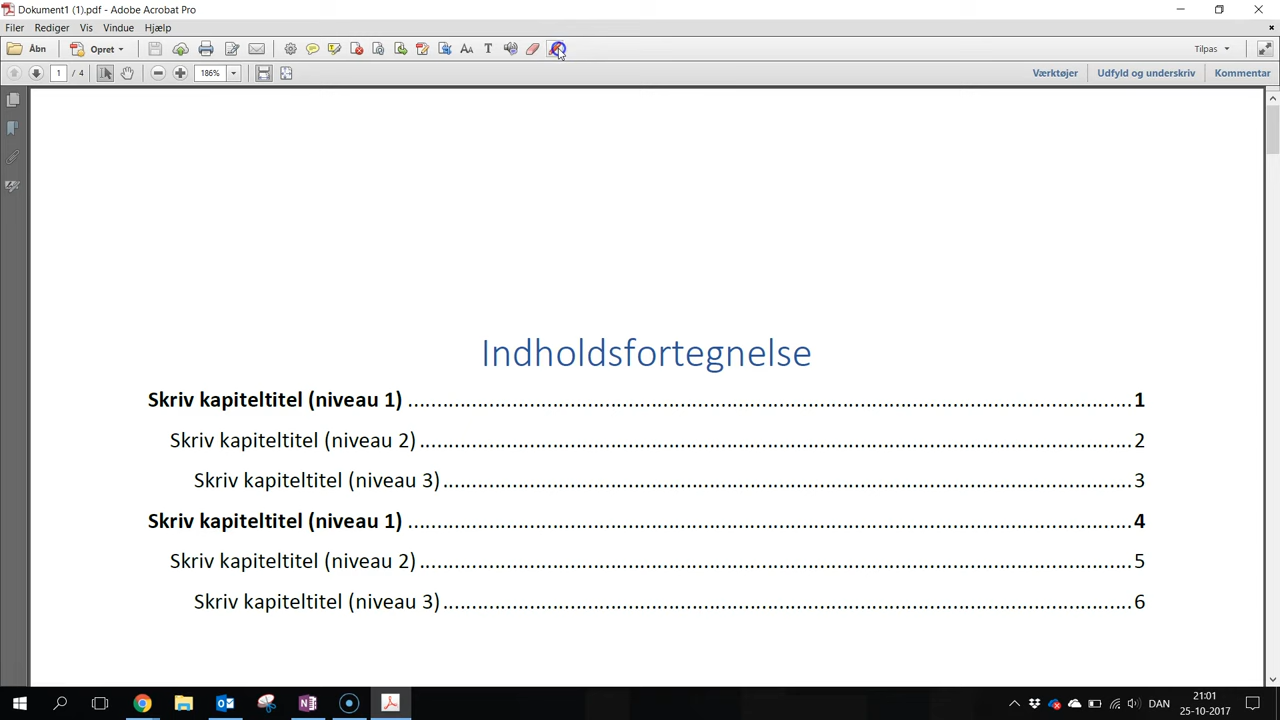 Dokument1 (1).pdf - Adobe Acrobat Pro
Filer Rediger Vis Vindue Hjælp
Åbn Opret Tilpas
1 / 4 186% Værktøjer Udfyld og underskriv Kommentar
Indholdsfortegnelse
Skriv kapiteltitel (niveau 1) 1
Skriv kapiteltitel (niveau 2) 2
Skriv kapiteltitel (niveau 3) 3
Skriv kapiteltitel (niveau 1) 4
Skriv kapiteltitel (niveau 2) 5
Skriv kapiteltitel (niveau 3) 6
DAN 21:01
25-10-2017